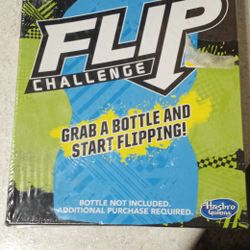 FLIP
CHALLENGE
GRAB A BOTTLE AND
START FLIPPING!
BOTTLE NOT INCLUDED.
ADDITIONAL PURCHASE REQUIRED.
Hasbro
Gaming